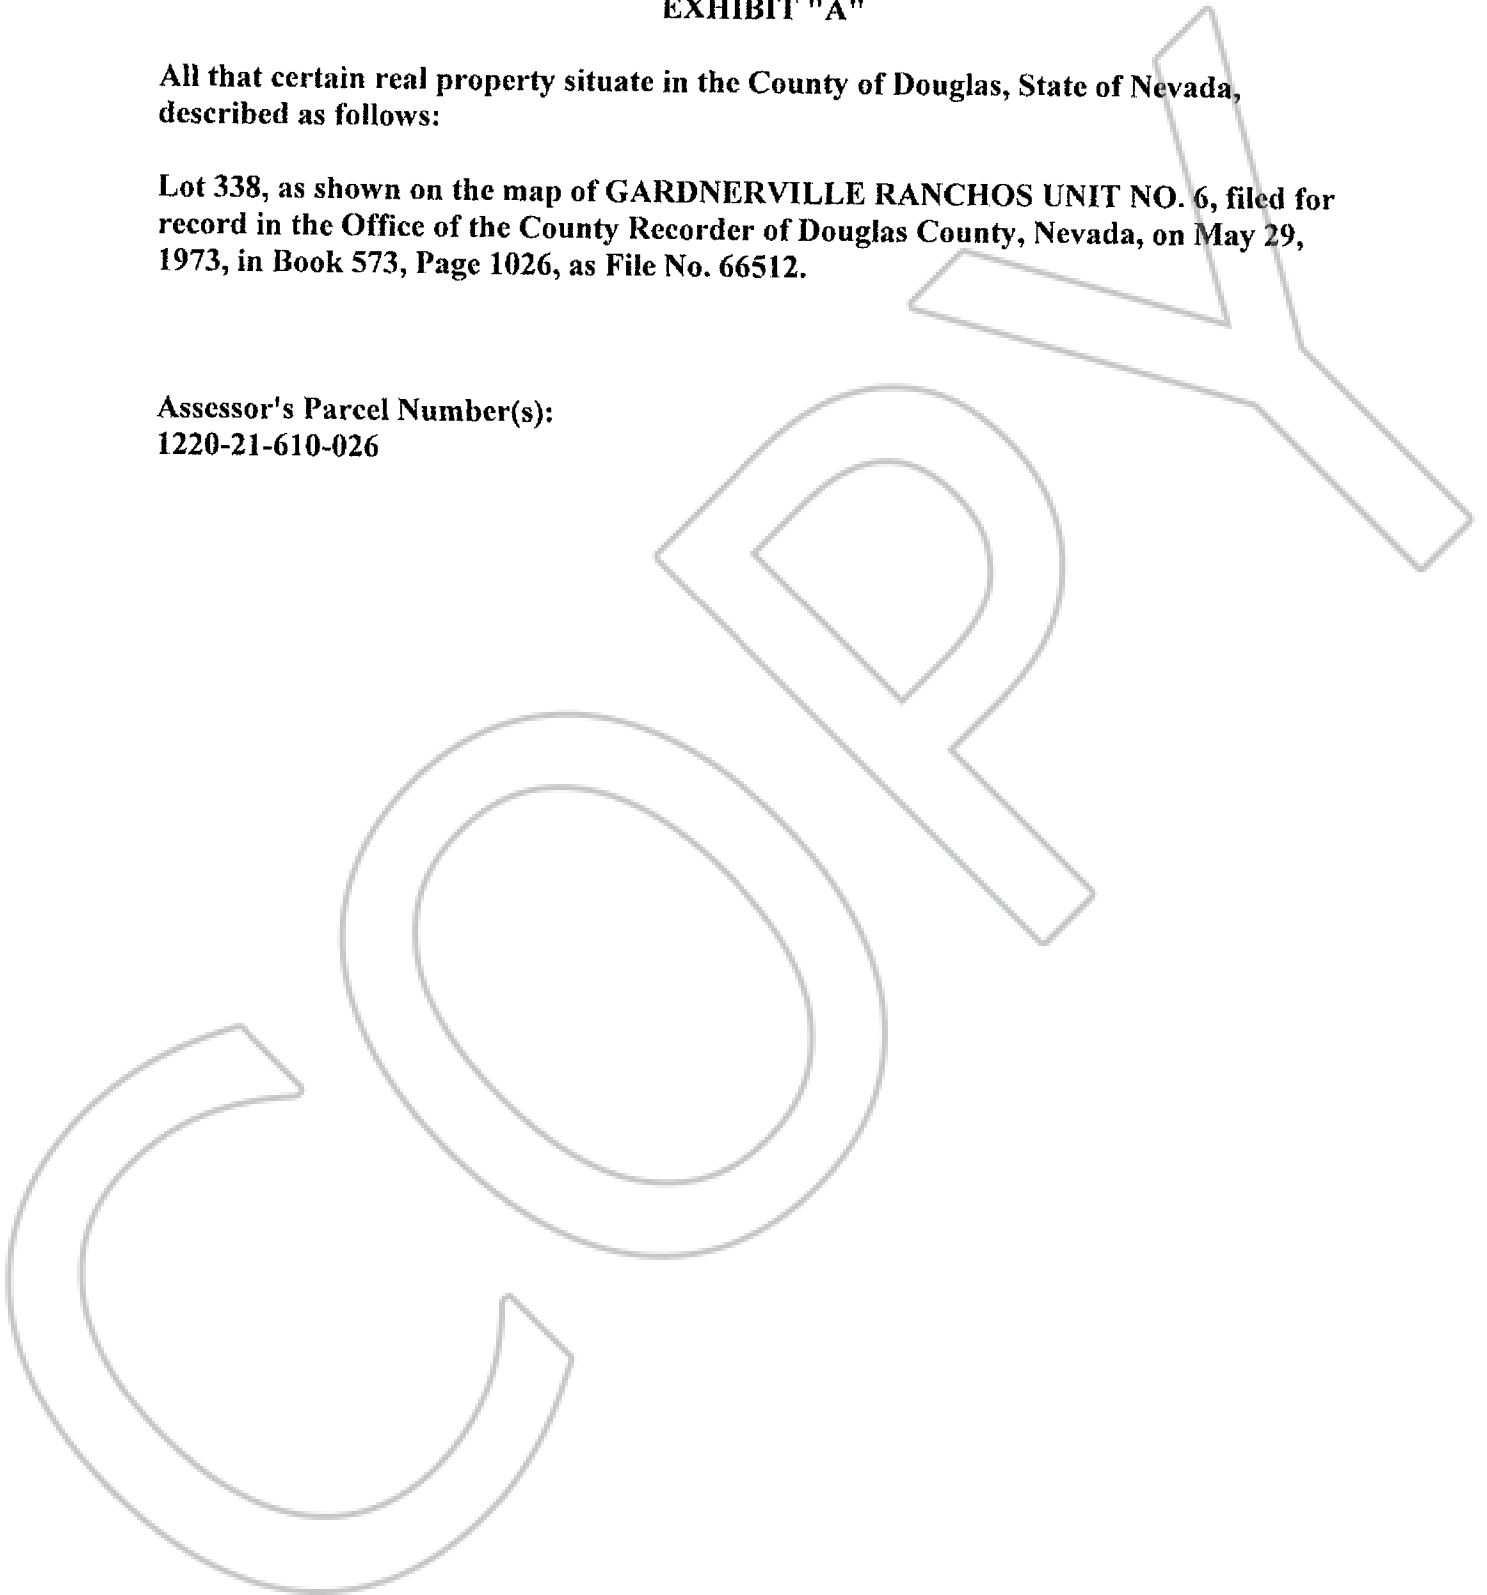 EXHIBIT "A"
All that certain real property situate in the County of Douglas, State of Nevada,
described as follows:
Lot 338, as shown on the map of GARDNERVILLE RANCHOS UNIT NO. 6, filed for
record in the Office of the County Recorder of Douglas County, Nevada, on May 29,
1973, in Book 573, Page 1026, as File No. 66512.
Assessor's Parcel Number(s):
1220-21-610-026
COPY